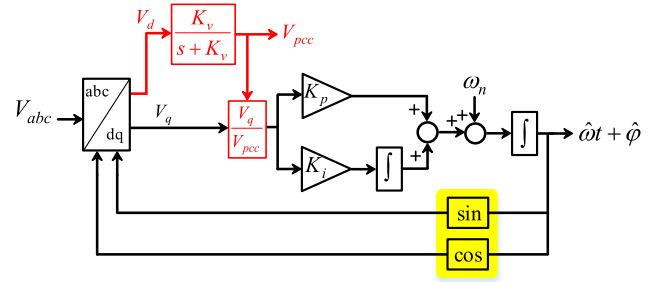 V_d
K_v
s + K_v
V_pcc
abc
dq
V_abc
V_q
V_q
V_pcc
K_p
K_i
∫
+
+
+
+
ω_n
∫
ω̂t + φ̂
sin
cos